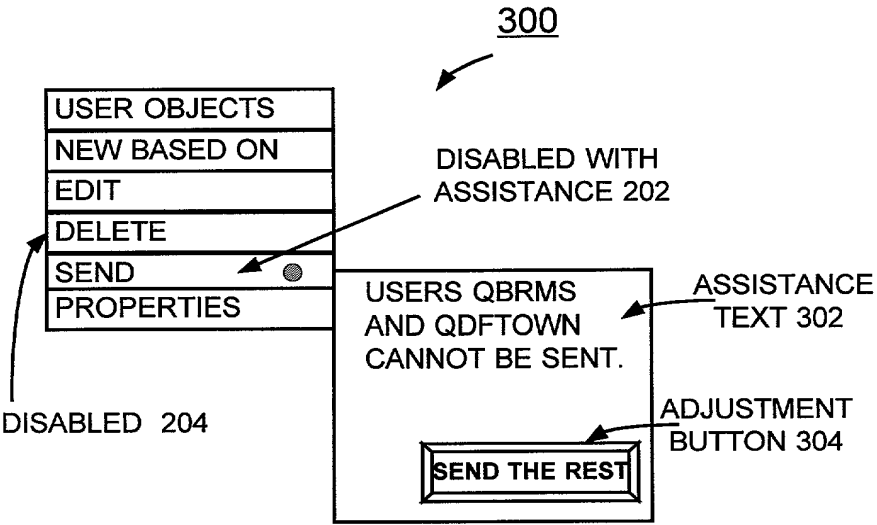 300
USER OBJECTS
NEW BASED ON
EDIT
DELETE
SEND
PROPERTIES
DISABLED WITH
ASSISTANCE 202
USERS QBRMS
AND QDFTOWN
CANNOT BE SENT.
ASSISTANCE
TEXT 302
DISABLED 204
ADJUSTMENT
BUTTON 304
SEND THE REST